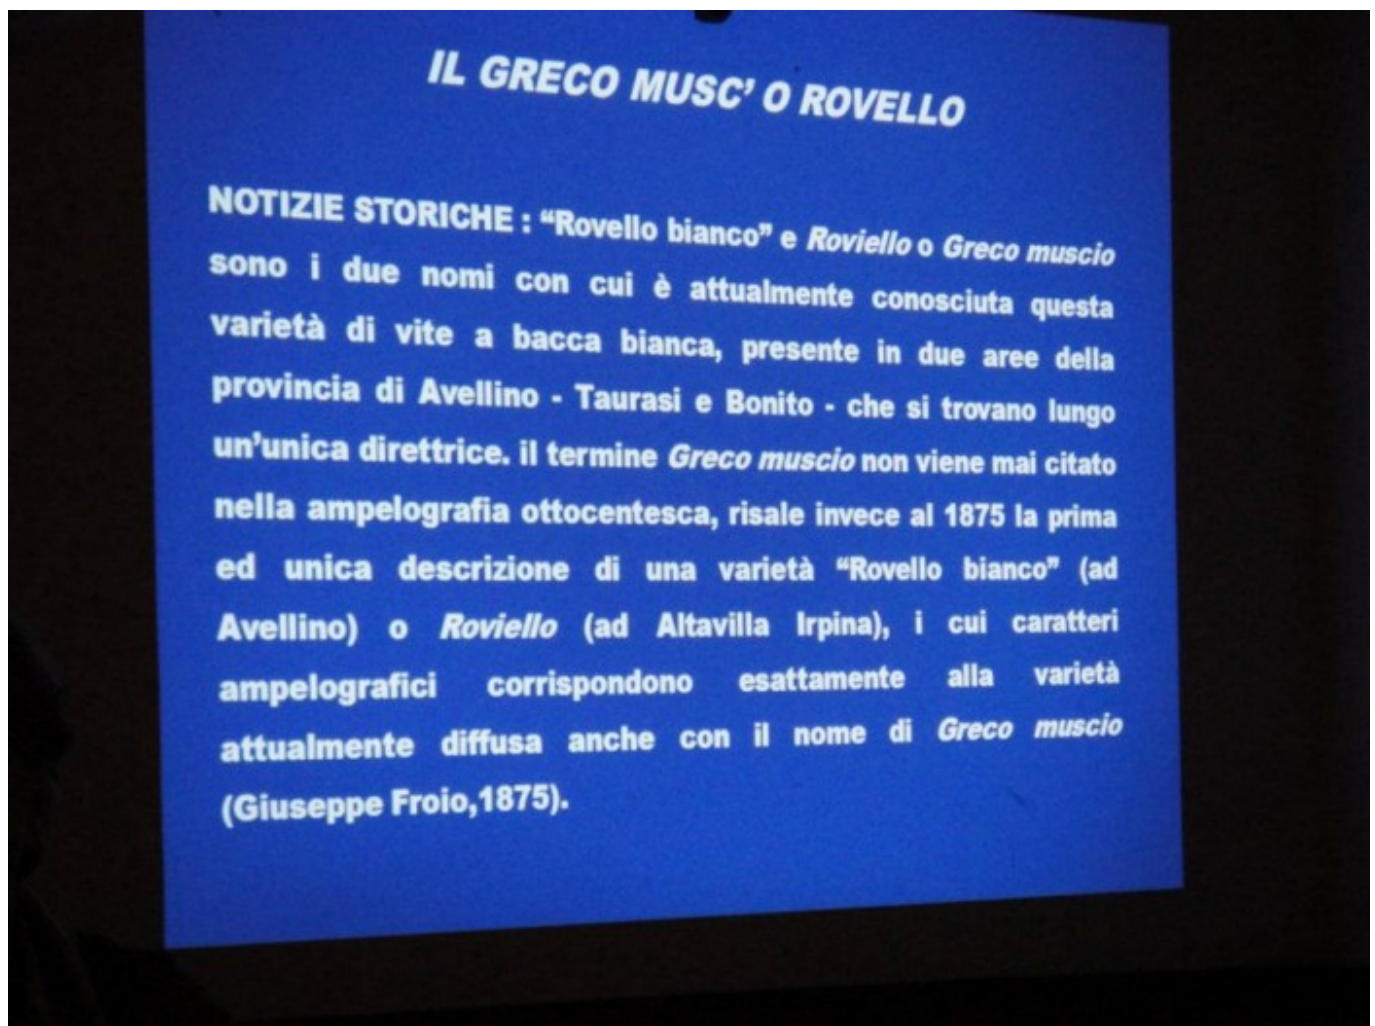 IL GRECO MUSC' O ROVELLO
NOTIZIE STORICHE : “Rovello bianco” e Roviello o Greco muscio
sono i due nomi con cui è attualmente conosciuta questa
varietà di vite a bacca bianca, presente in due aree della
provincia di Avellino - Taurasi e Bonito - che si trovano lungo
un’unica direttrice. il termine Greco muscio non viene mai citato
nella ampelografia ottocentesca, risale invece al 1875 la prima
ed unica descrizione di una varietà “Rovello bianco” (ad
Avellino) o Roviello (ad Altavilla Irpina), i cui caratteri
ampelografici corrispondono esattamente alla varietà
attualmente diffusa anche con il nome di Greco muscio
(Giuseppe Froio,1875).